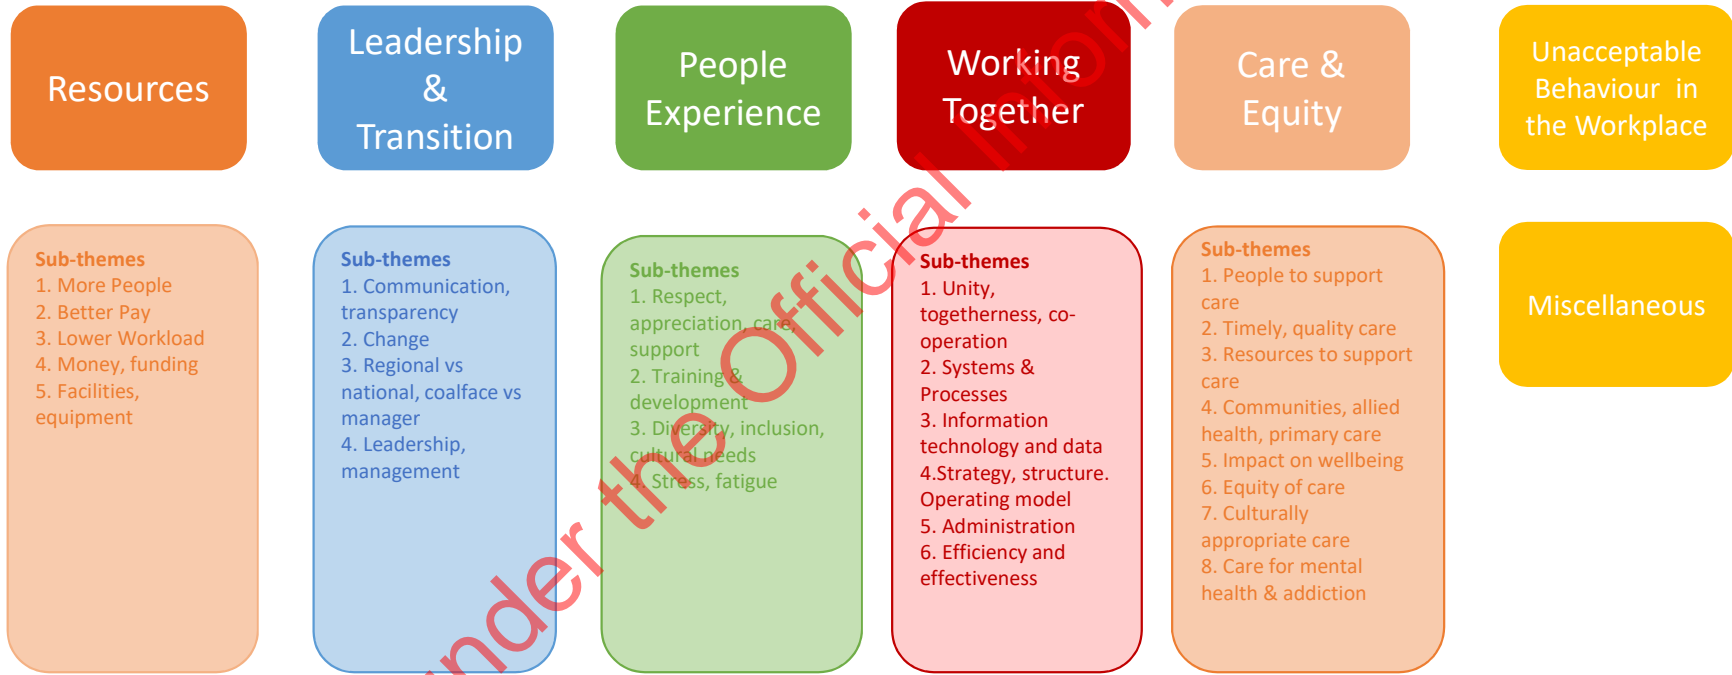 Resources
Leadership
&
Transition
People
Experience
Working
Together
Care &
Equity
Unacceptable
Behaviour in
the Workplace
Sub-themes
1. More People
2. Better Pay
3. Lower Workload
4. Money, funding
5. Facilities,
equipment
Sub-themes
1. Communication,
transparency
2. Change
3. Regional vs
national, coalface vs
manager
4. Leadership,
management
Sub-themes
1. Respect,
appreciation, care,
support
2. Training &
development
3. Diversity, inclusion,
cultural needs
4. Stress, fatigue
Sub-themes
1. Unity,
togetherness, co-
operation
2. Systems &
Processes
3. Information
technology and data
4.Strategy, structure.
Operating model
5. Administration
6. Efficiency and
effectiveness
Sub-themes
1. People to support
care
2. Timely, quality care
3. Resources to support
care
4. Communities, allied
health, primary care
5. Impact on wellbeing
6. Equity of care
7. Culturally
appropriate care
8. Care for mental
health & addiction
Miscellaneous
under the Official Inform